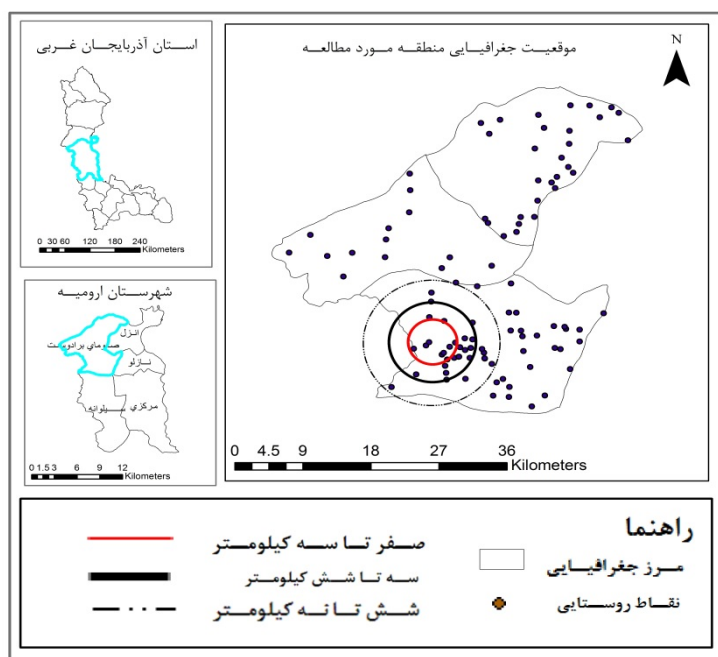 استان آذربایجان غربی
0 30 60 120 180 240
Kilometers
شهرستان ارومیه
انزل
صومای برادوست
نازلو
سیلوانه
مرکزی
0 1.5 3 6 9 12
Kilometers
موقعیت جغرافیایی منطقه مورد مطالعه
N
0 4.5 9 18 27 36
Kilometers
راهنما
مرز جغرافیایی
نقاط روستایی
صفر تا سه کیلومتر
سه تا شش کیلومتر
شش تا نه کیلومتر